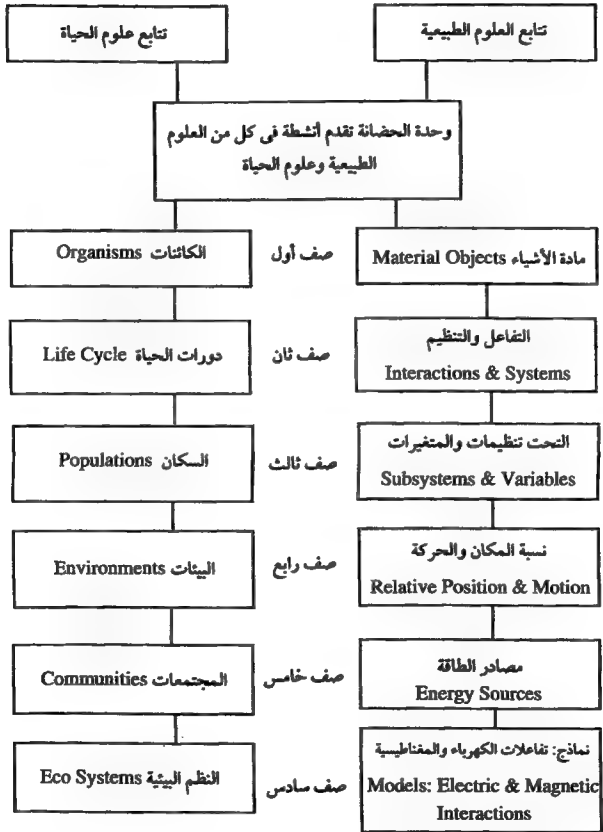 تتابع العلوم الطبيعية
تتابع علوم الحياة
وحدة الحضانة تقدم أنشطة فى كل من العلوم
الطبيعية وعلوم الحياة
مادة الأشياء Material Objects
صف أول
الكائنات Organisms
التفاعل والتنظيم
Interactions & Systems
صف ثان
دورات الحياة Life Cycle
التحت تنظيمات والمتغيرات
Subsystems & Variables
صف ثالث
السكان Populations
نسبة المكان والحركة
Relative Position & Motion
صف رابع
البيئات Environments
مصادر الطاقة
Energy Sources
صف خامس
المجتمعات Communities
نماذج: تفاعلات الكهرباء والمغناطيسية
Models: Electric & Magnetic
Interactions
صف سادس
النظم البيئية Eco Systems